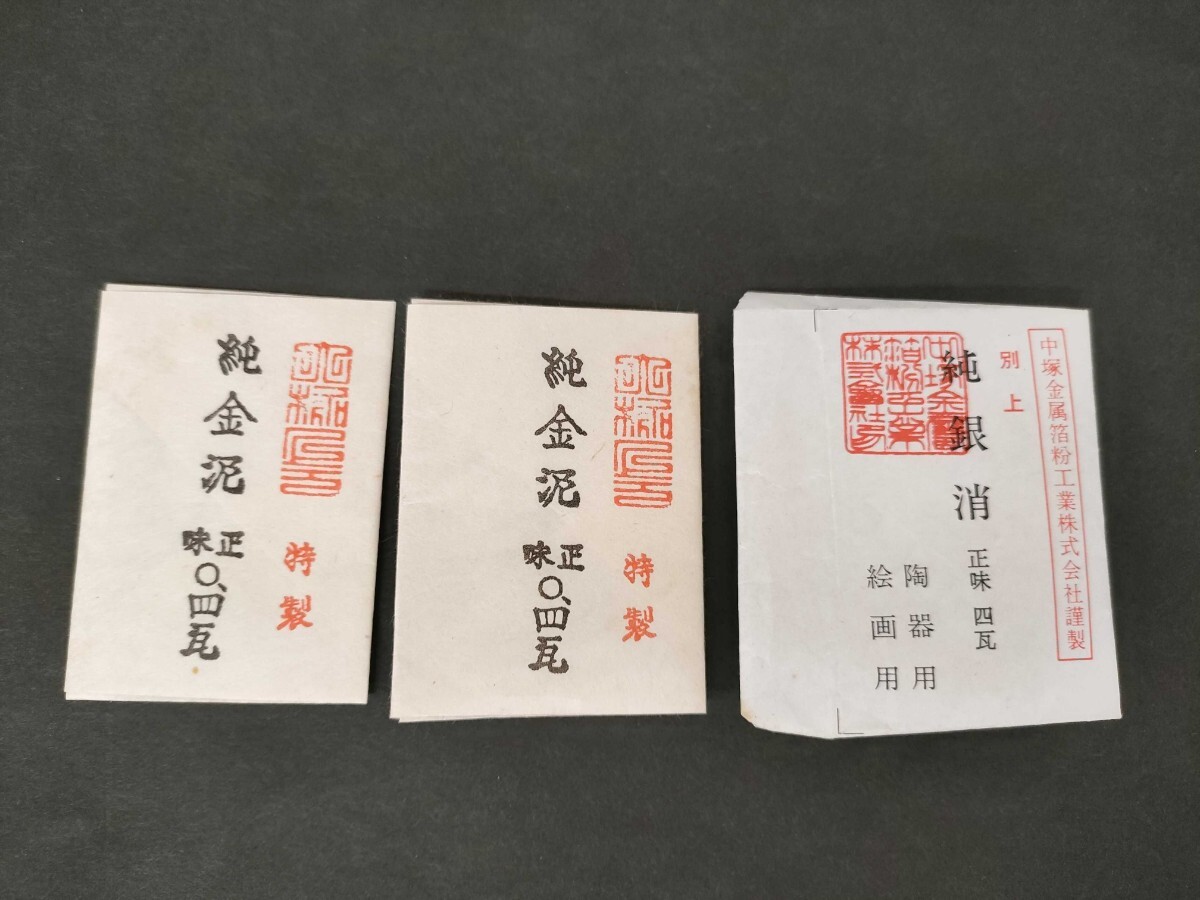 特製
純金泥
正味〇、四瓦
特製
純金泥
正味〇、四瓦
中塚金属箔粉工業株式会社謹製
別上
純銀消
正味 四瓦
陶器用
絵画用